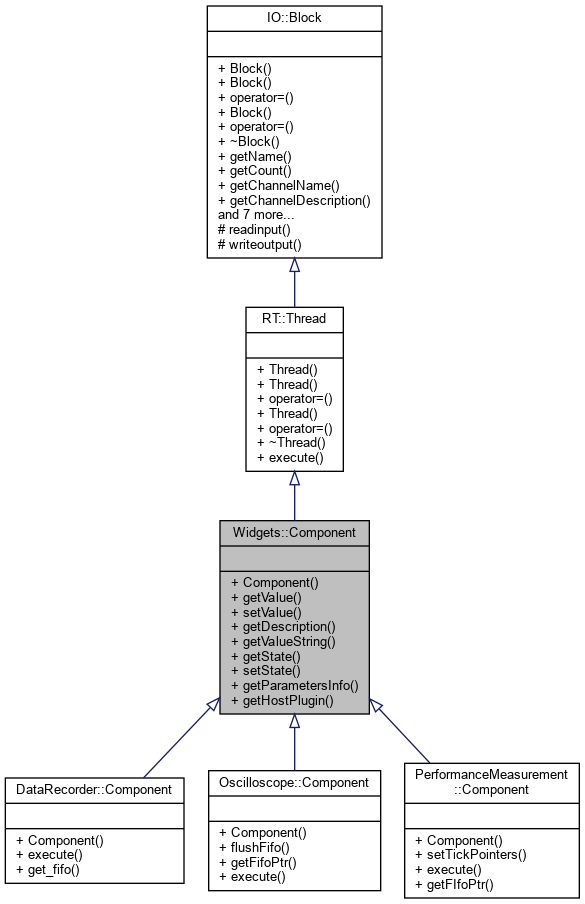 IO::Block
+ Block()
+ Block()
+ operator=()
+ Block()
+ operator=()
+ ~Block()
+ getName()
+ getCount()
+ getChannelName()
+ getChannelDescription()
and 7 more...
# readinput()
# writeoutput()
RT::Thread
+ Thread()
+ Thread()
+ operator=()
+ Thread()
+ operator=()
+ ~Thread()
+ execute()
Widgets::Component
+ Component()
+ getValue()
+ setValue()
+ getDescription()
+ getValueString()
+ getState()
+ setState()
+ getParametersInfo()
+ getHostPlugin()
DataRecorder::Component
+ Component()
+ execute()
+ get_fifo()
Oscilloscope::Component
+ Component()
+ flushFifo()
+ getFifoPtr()
+ execute()
PerformanceMeasurement
::Component
+ Component()
+ setTickPointers()
+ execute()
+ getFIfoPtr()